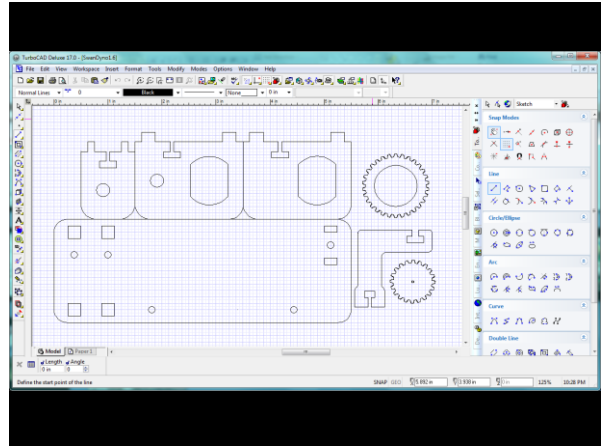 TurboCAD Deluxe 17.0 - [SwanDyno1.6]
File Edit View Workspace Insert Format Tools Modify Modes Options Window Help
Normal Lines 0 Black None 0 in
Sketch
Snap Modes
Line
Circle/Ellipse
Arc
Curve
Double Line
Model Paper 1
Length Angle
0 in 0
Define the start point of the line
SNAP GEO 125% 10:28 PM